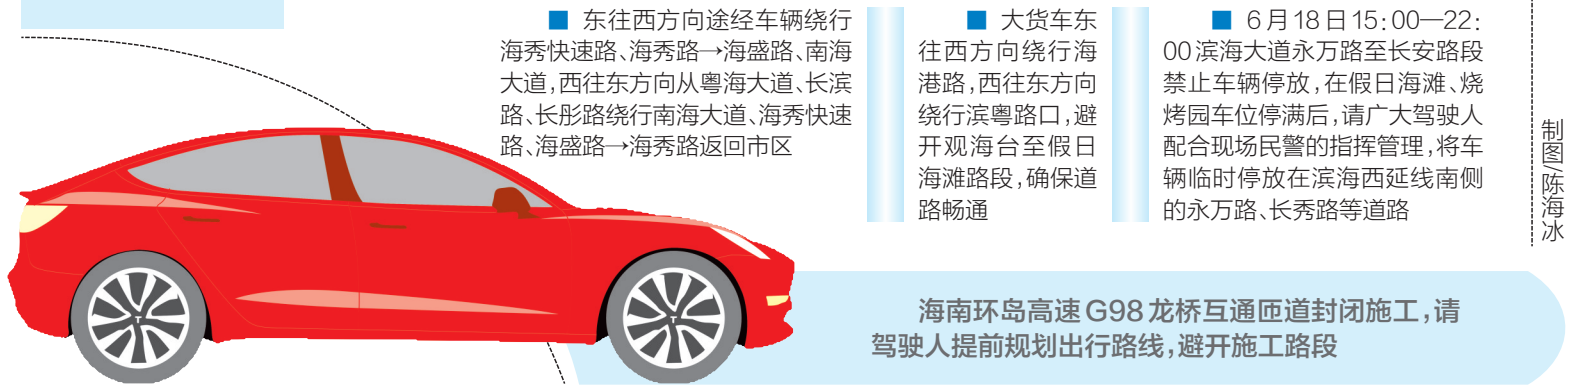 ■ 东往西方向途经车辆绕行
海秀快速路、海秀路→海盛路、南海
大道,西往东方向从粤海大道、长滨
路、长彤路绕行南海大道、海秀快速
路、海盛路→海秀路返回市区
■ 大货车东
往西方向绕行海
港路,西往东方向
绕行滨粤路口,避
开观海台至假日
海滩路段,确保道
路畅通
■ 6月18日15:00—22:
00滨海大道永万路至长安路段
禁止车辆停放,在假日海滩、烧
烤园车位停满后,请广大驾驶人
配合现场民警的指挥管理,将车
辆临时停放在滨海西延线南侧
的永万路、长秀路等道路
制图/陈海冰
海南环岛高速G98龙桥互通匝道封闭施工,请
驾驶人提前规划出行路线,避开施工路段